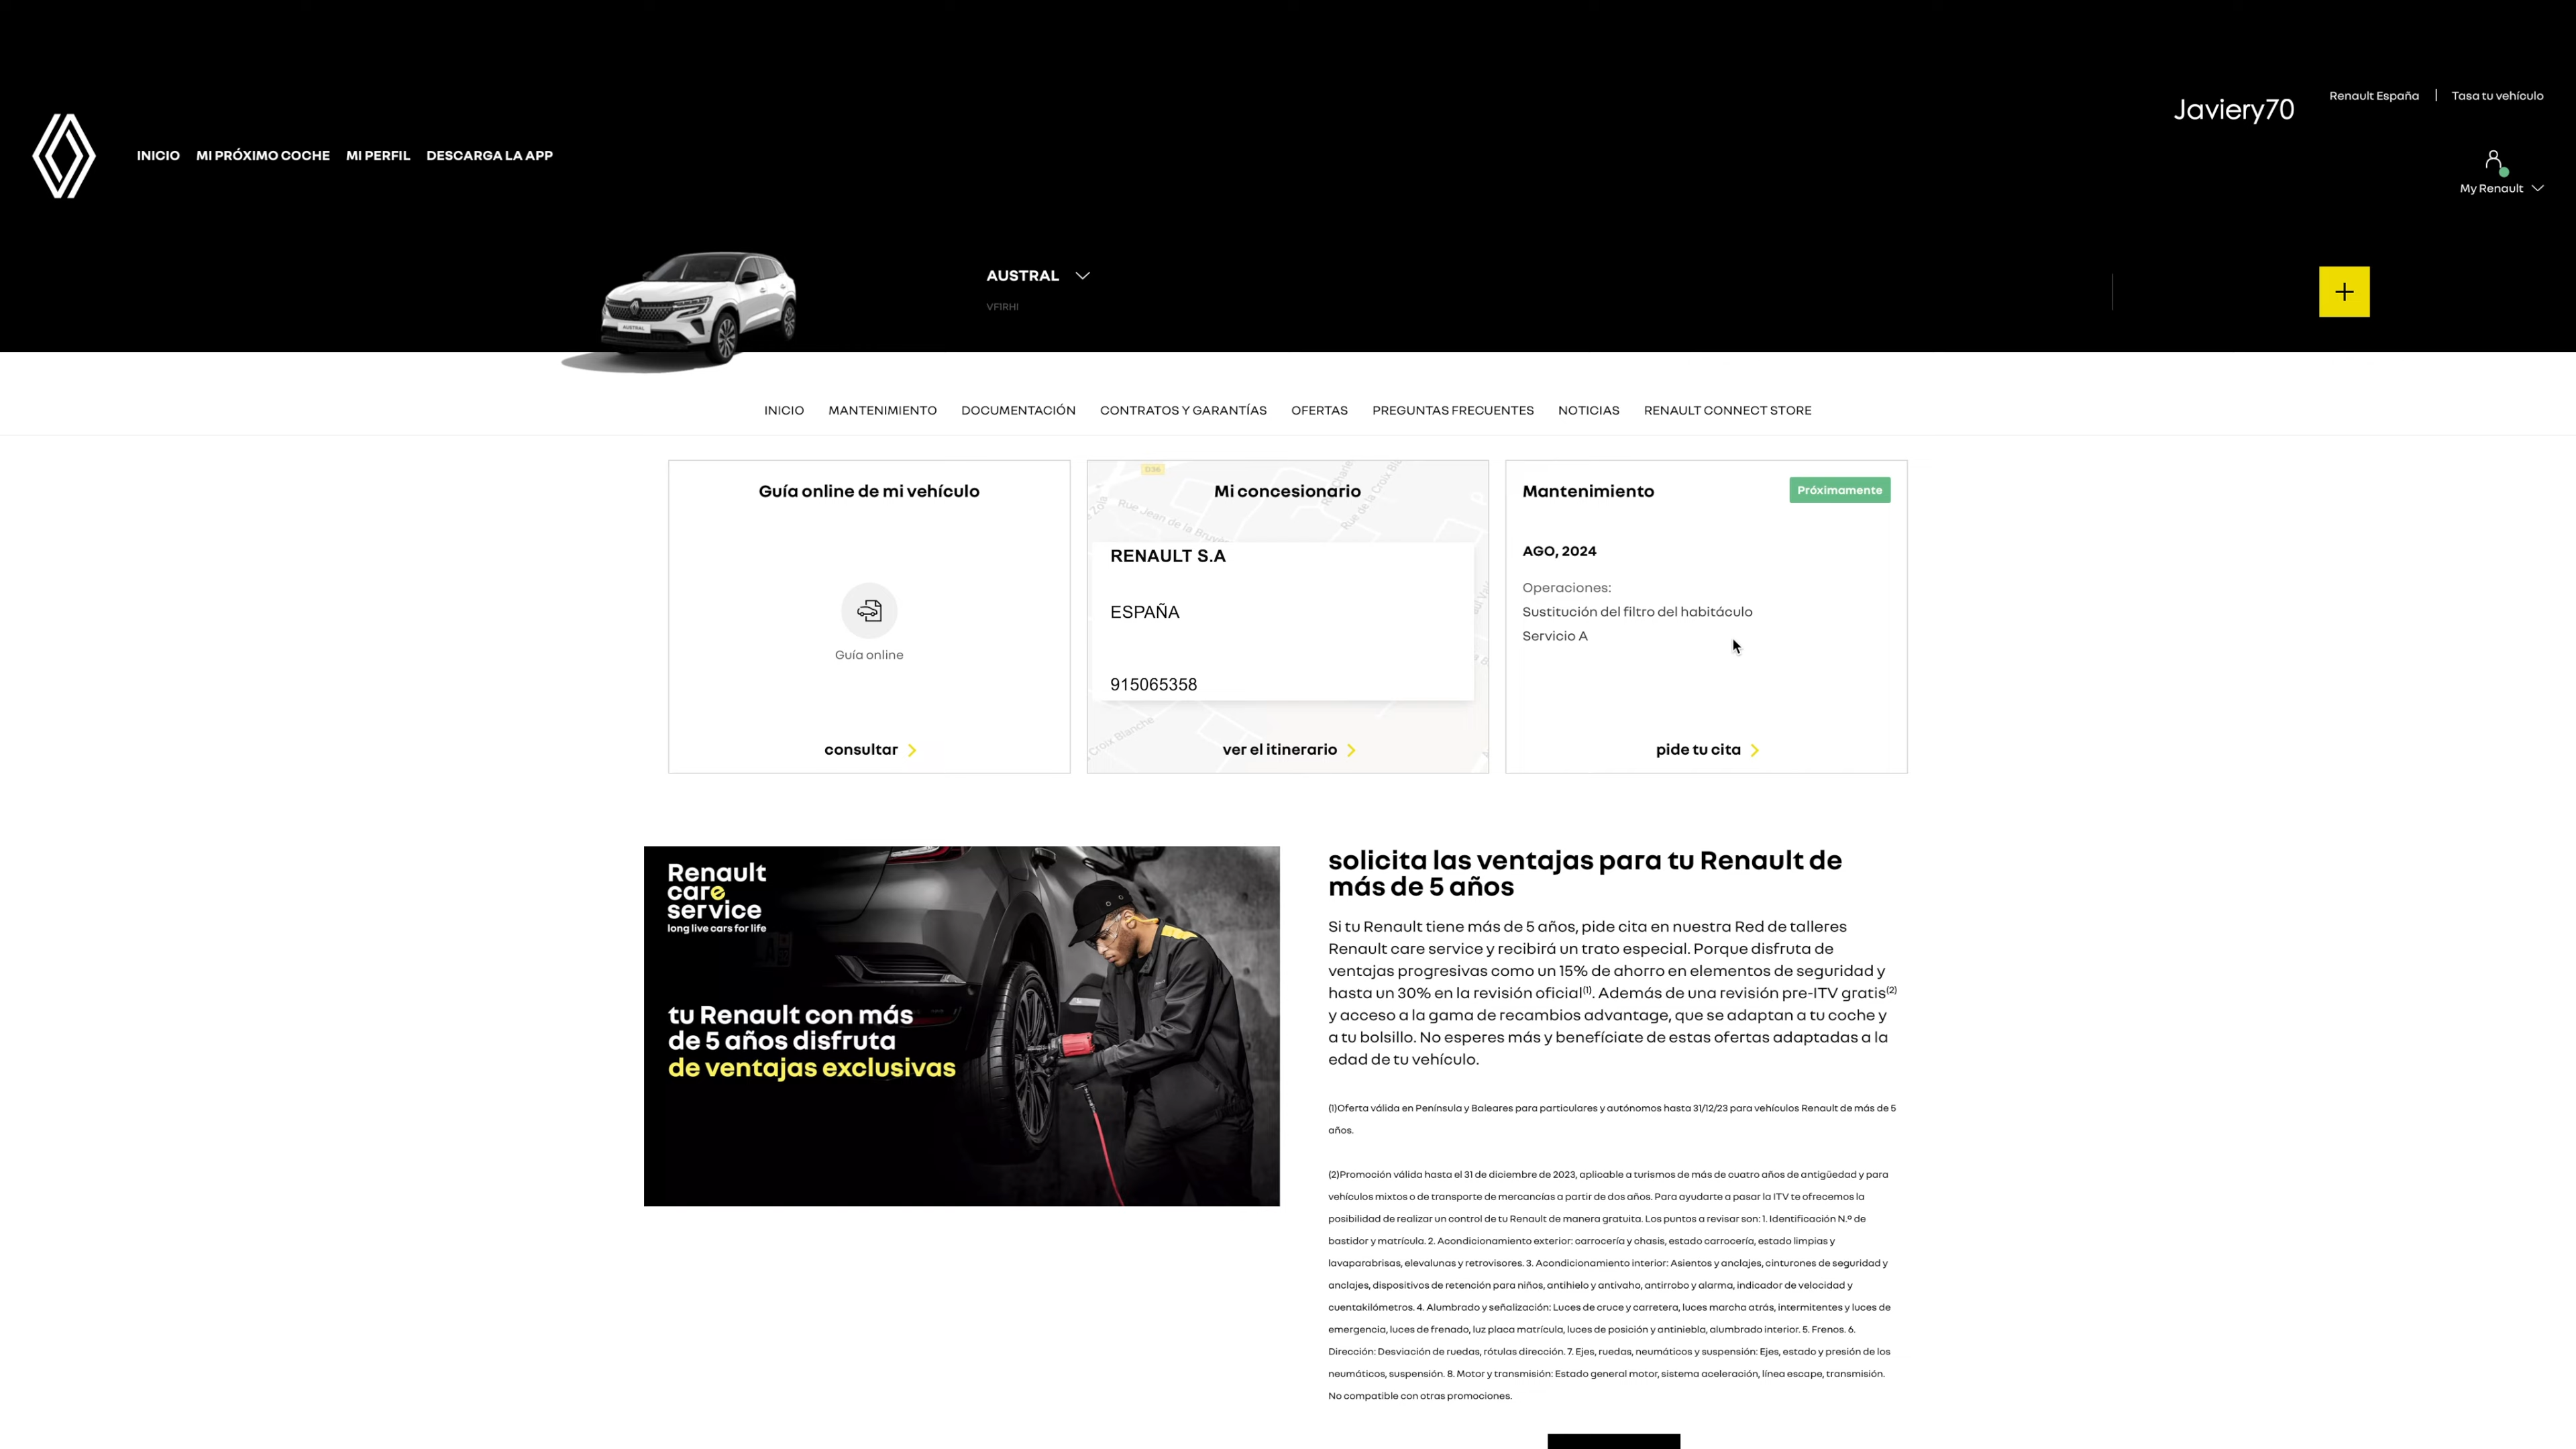 Renault España | Tasa tu vehículo
Javiery70
INICIO MI PRÓXIMO COCHE MI PERFIL DESCARGA LA APP
My Renault
AUSTRAL
VF1RH
AUSTRAL
INICIO MANTENIMIENTO DOCUMENTACIÓN CONTRATOS Y GARANTÍAS OFERTAS PREGUNTAS FRECUENTES NOTICIAS RENAULT CONNECT STORE
Guía online de mi vehículo
Guía online
consultar
D36
Mi concesionario
Rue Jean de la Bruyè
Rue de la Croix Bla
RENAULT S.A
ESPAÑA
915065358
Croix Blanche
ver el itinerario
Mantenimiento
Próximamente
AGO, 2024
Operaciones:
Sustitución del filtro del habitáculo
Servicio A
pide tu cita
Renault
care
service
long live cars for life
tu Renault con más
de 5 años disfruta
de ventajas exclusivas
solicita las ventajas para tu Renault de
más de 5 años
Si tu Renault tiene más de 5 años, pide cita en nuestra Red de talleres
Renault care service y recibirá un trato especial. Porque disfruta de
ventajas progresivas como un 15% de ahorro en elementos de seguridad y
hasta un 30% en la revisión oficial(1). Además de una revisión pre-ITV gratis(2)
y acceso a la gama de recambios advantage, que se adaptan a tu coche y
a tu bolsillo. No esperes más y benefíciate de estas ofertas adaptadas a la
edad de tu vehículo.
(1)Oferta válida en Península y Baleares para particulares y autónomos hasta 31/12/23 para vehículos Renault de más de 5
años.
(2)Promoción válida hasta el 31 de diciembre de 2023, aplicable a turismos de más de cuatro años de antigüedad y para
vehículos mixtos o de transporte de mercancías a partir de dos años. Para ayudarte a pasar la ITV te ofrecemos la
posibilidad de realizar un control de tu Renault de manera gratuita. Los puntos a revisar son: 1. Identificación N.º de
bastidor y matrícula. 2. Acondicionamiento exterior: carrocería y chasis, estado carrocería, estado limpias y
lavaparabrisas, elevalunas y retrovisores. 3. Acondicionamiento interior: Asientos y anclajes, cinturones de seguridad y
anclajes, dispositivos de retención para niños, antihielo y antivaho, antirrobo y alarma, indicador de velocidad y
cuentakilómetros. 4. Alumbrado y señalización: Luces de cruce y carretera, luces marcha atrás, intermitentes y luces de
emergencia, luces de frenado, luz placa matrícula, luces de posición y antiniebla, alumbrado interior. 5. Frenos. 6.
Dirección: Desviación de ruedas, rótulas dirección. 7. Ejes, ruedas, neumáticos y suspensión: Ejes, estado y presión de los
neumáticos, suspensión. 8. Motor y transmisión: Estado general motor, sistema aceleración, línea escape, transmisión.
No compatible con otras promociones.